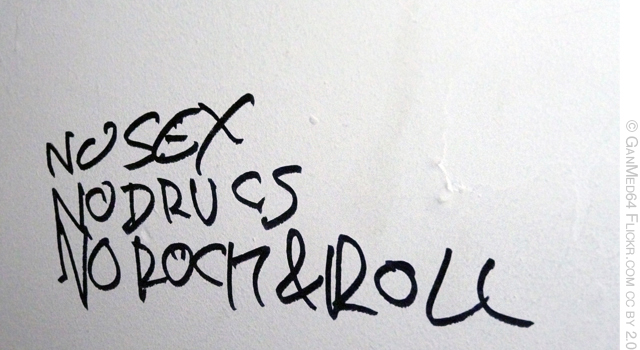 NO SEX
NO DRUGS
NO ROCK & ROLL
© GanMed64 Flickr.com cc by 2.0